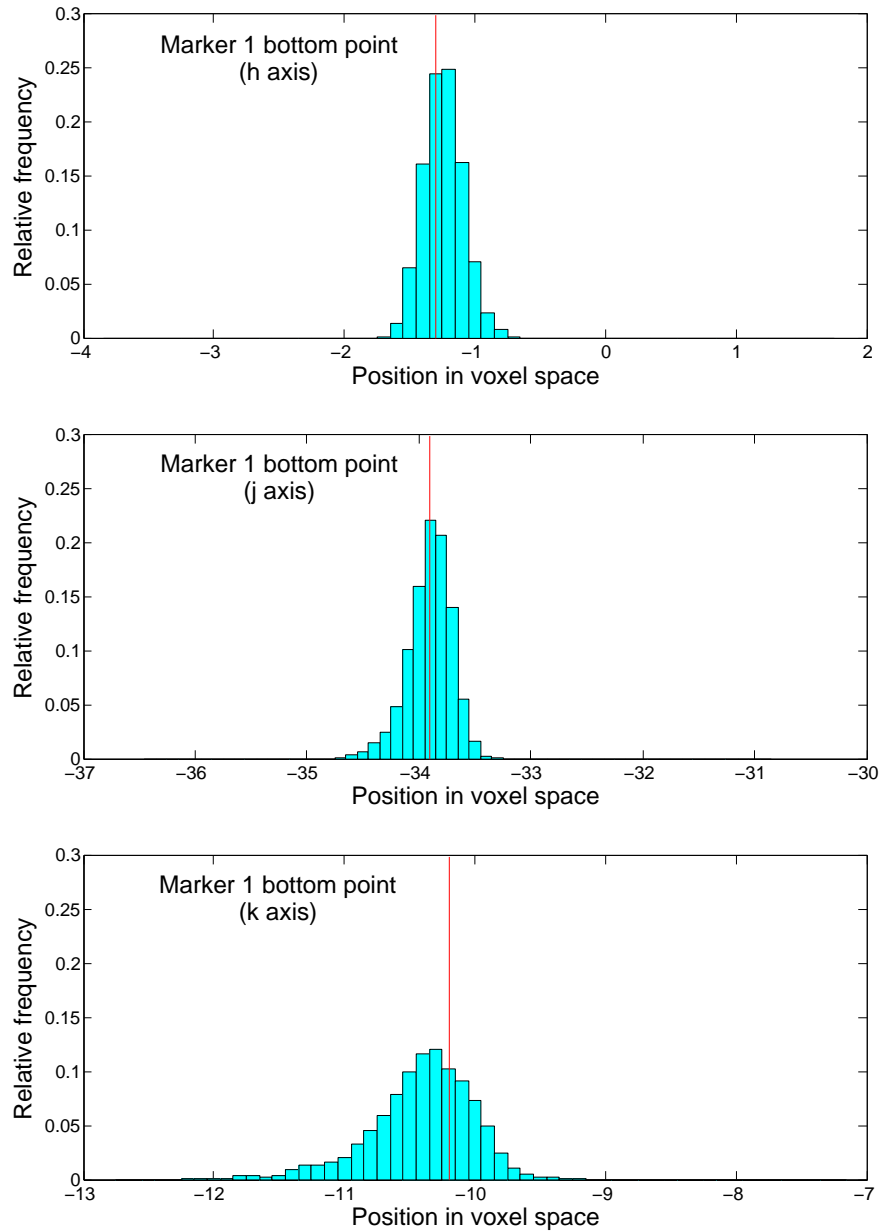 0.3
Marker 1 bottom point
(h axis)
0.25
0.2
0.15
0.1
0.05
0
Relative frequency
−4 −3 −2 −1 0 1 2
Position in voxel space
0.3
Marker 1 bottom point
(j axis)
0.25
0.2
0.15
0.1
0.05
0
Relative frequency
−37 −36 −35 −34 −33 −32 −31 −30
Position in voxel space
0.3
Marker 1 bottom point
(k axis)
0.25
0.2
0.15
0.1
0.05
0
Relative frequency
−13 −12 −11 −10 −9 −8 −7
Position in voxel space